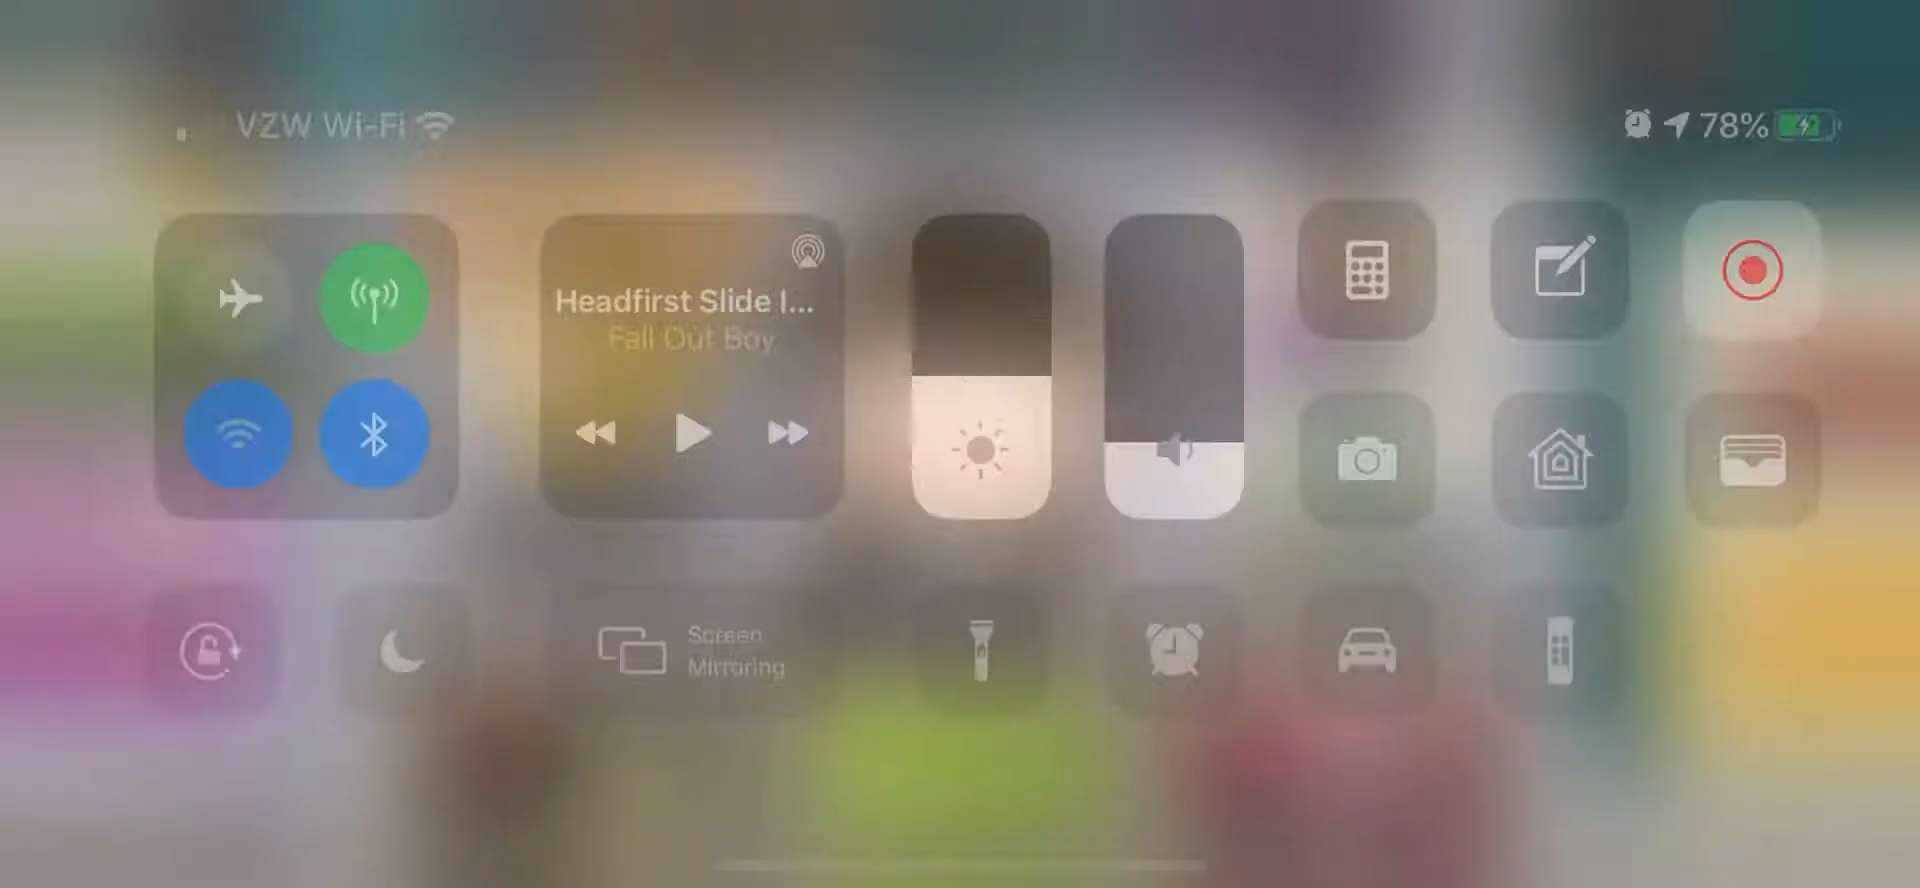 VZW Wi-Fi
78%
Headfirst Slide I...
Fall Out Boy
Screen
Mirroring